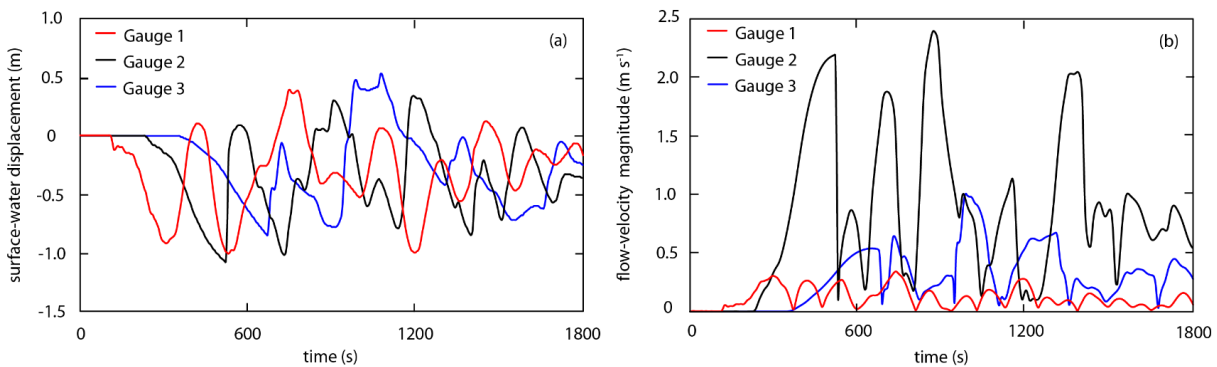 surface-water displacement (m)
1.0
0.5
0
-0.5
-1.0
-1.5
Gauge 1
Gauge 2
Gauge 3
(a)
0
600
1200
1800
time (s)
flow-velocity magnitude (m s⁻¹)
2.5
2.0
1.5
1.0
0.5
0
Gauge 1
Gauge 2
Gauge 3
(b)
600
1200
1800
time (s)